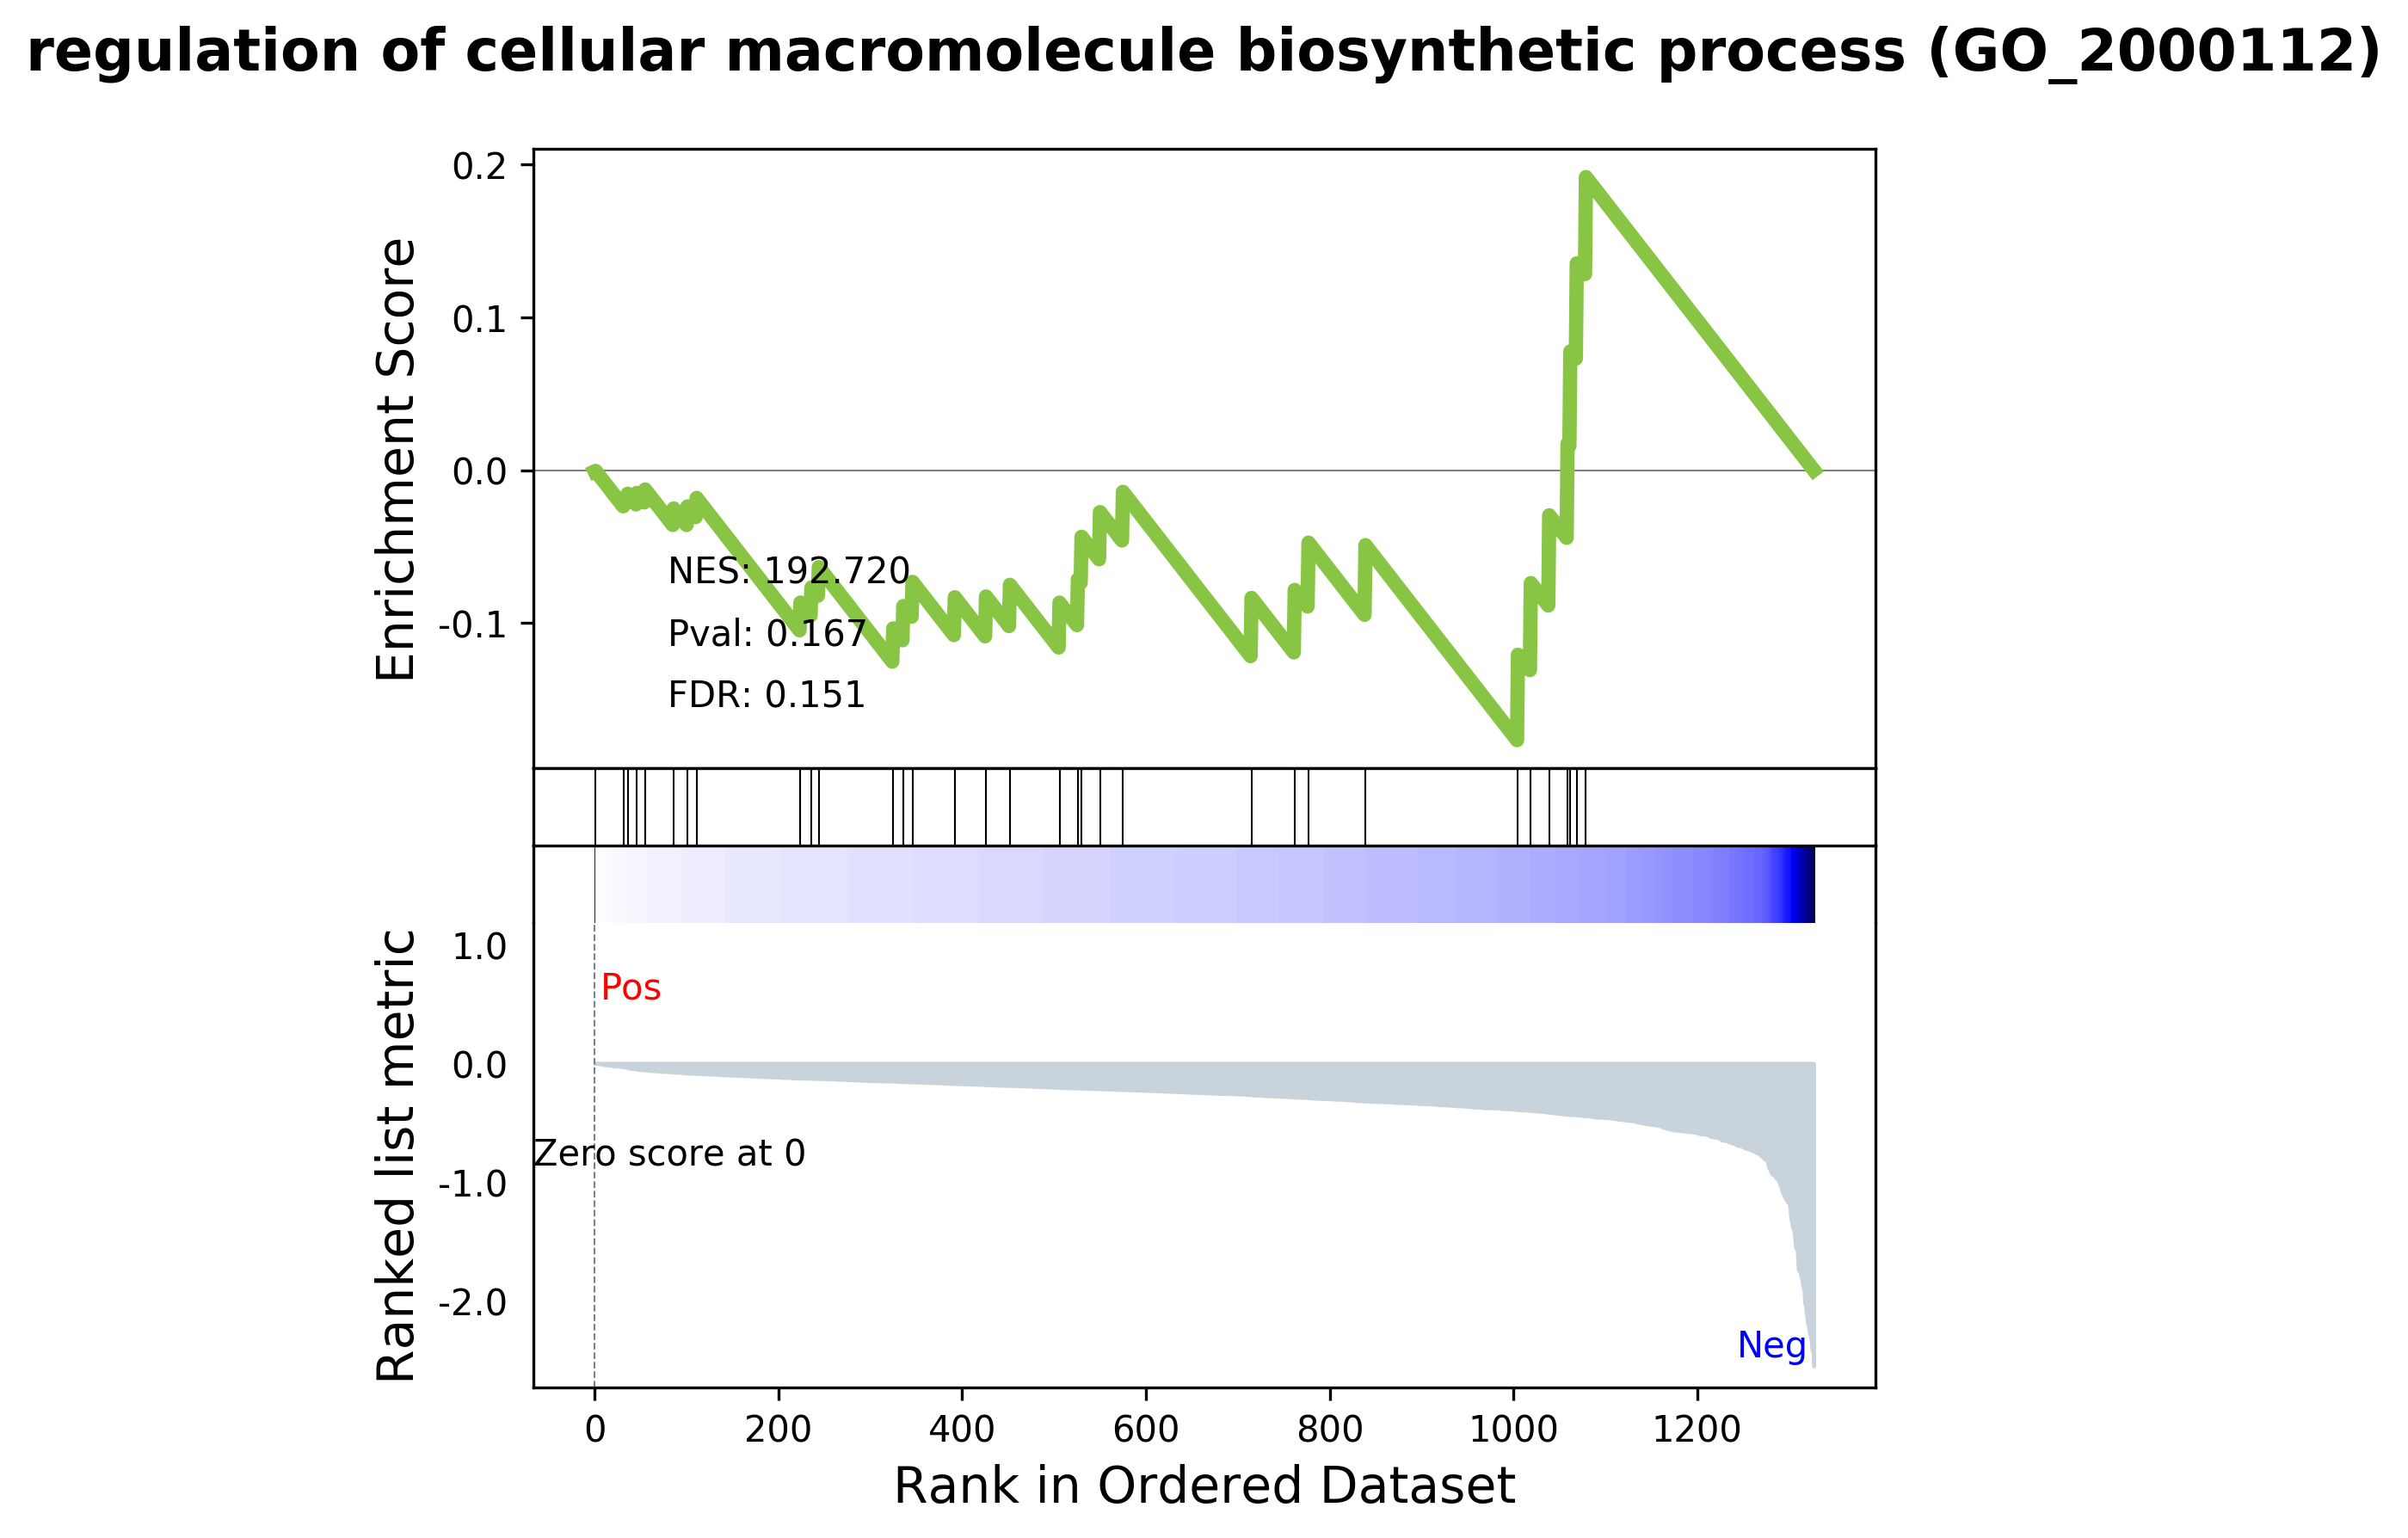 regulation of cellular macromolecule biosynthetic process (GO_2000112)
Enrichment Score
0.2
0.1
0.0
-0.1
NES: 192.720
Pval: 0.167
FDR: 0.151
Ranked list metric
1.0
0.0
-1.0
-2.0
Pos
Zero score at 0
Neg
0 200 400 600 800 1000 1200
Rank in Ordered Dataset